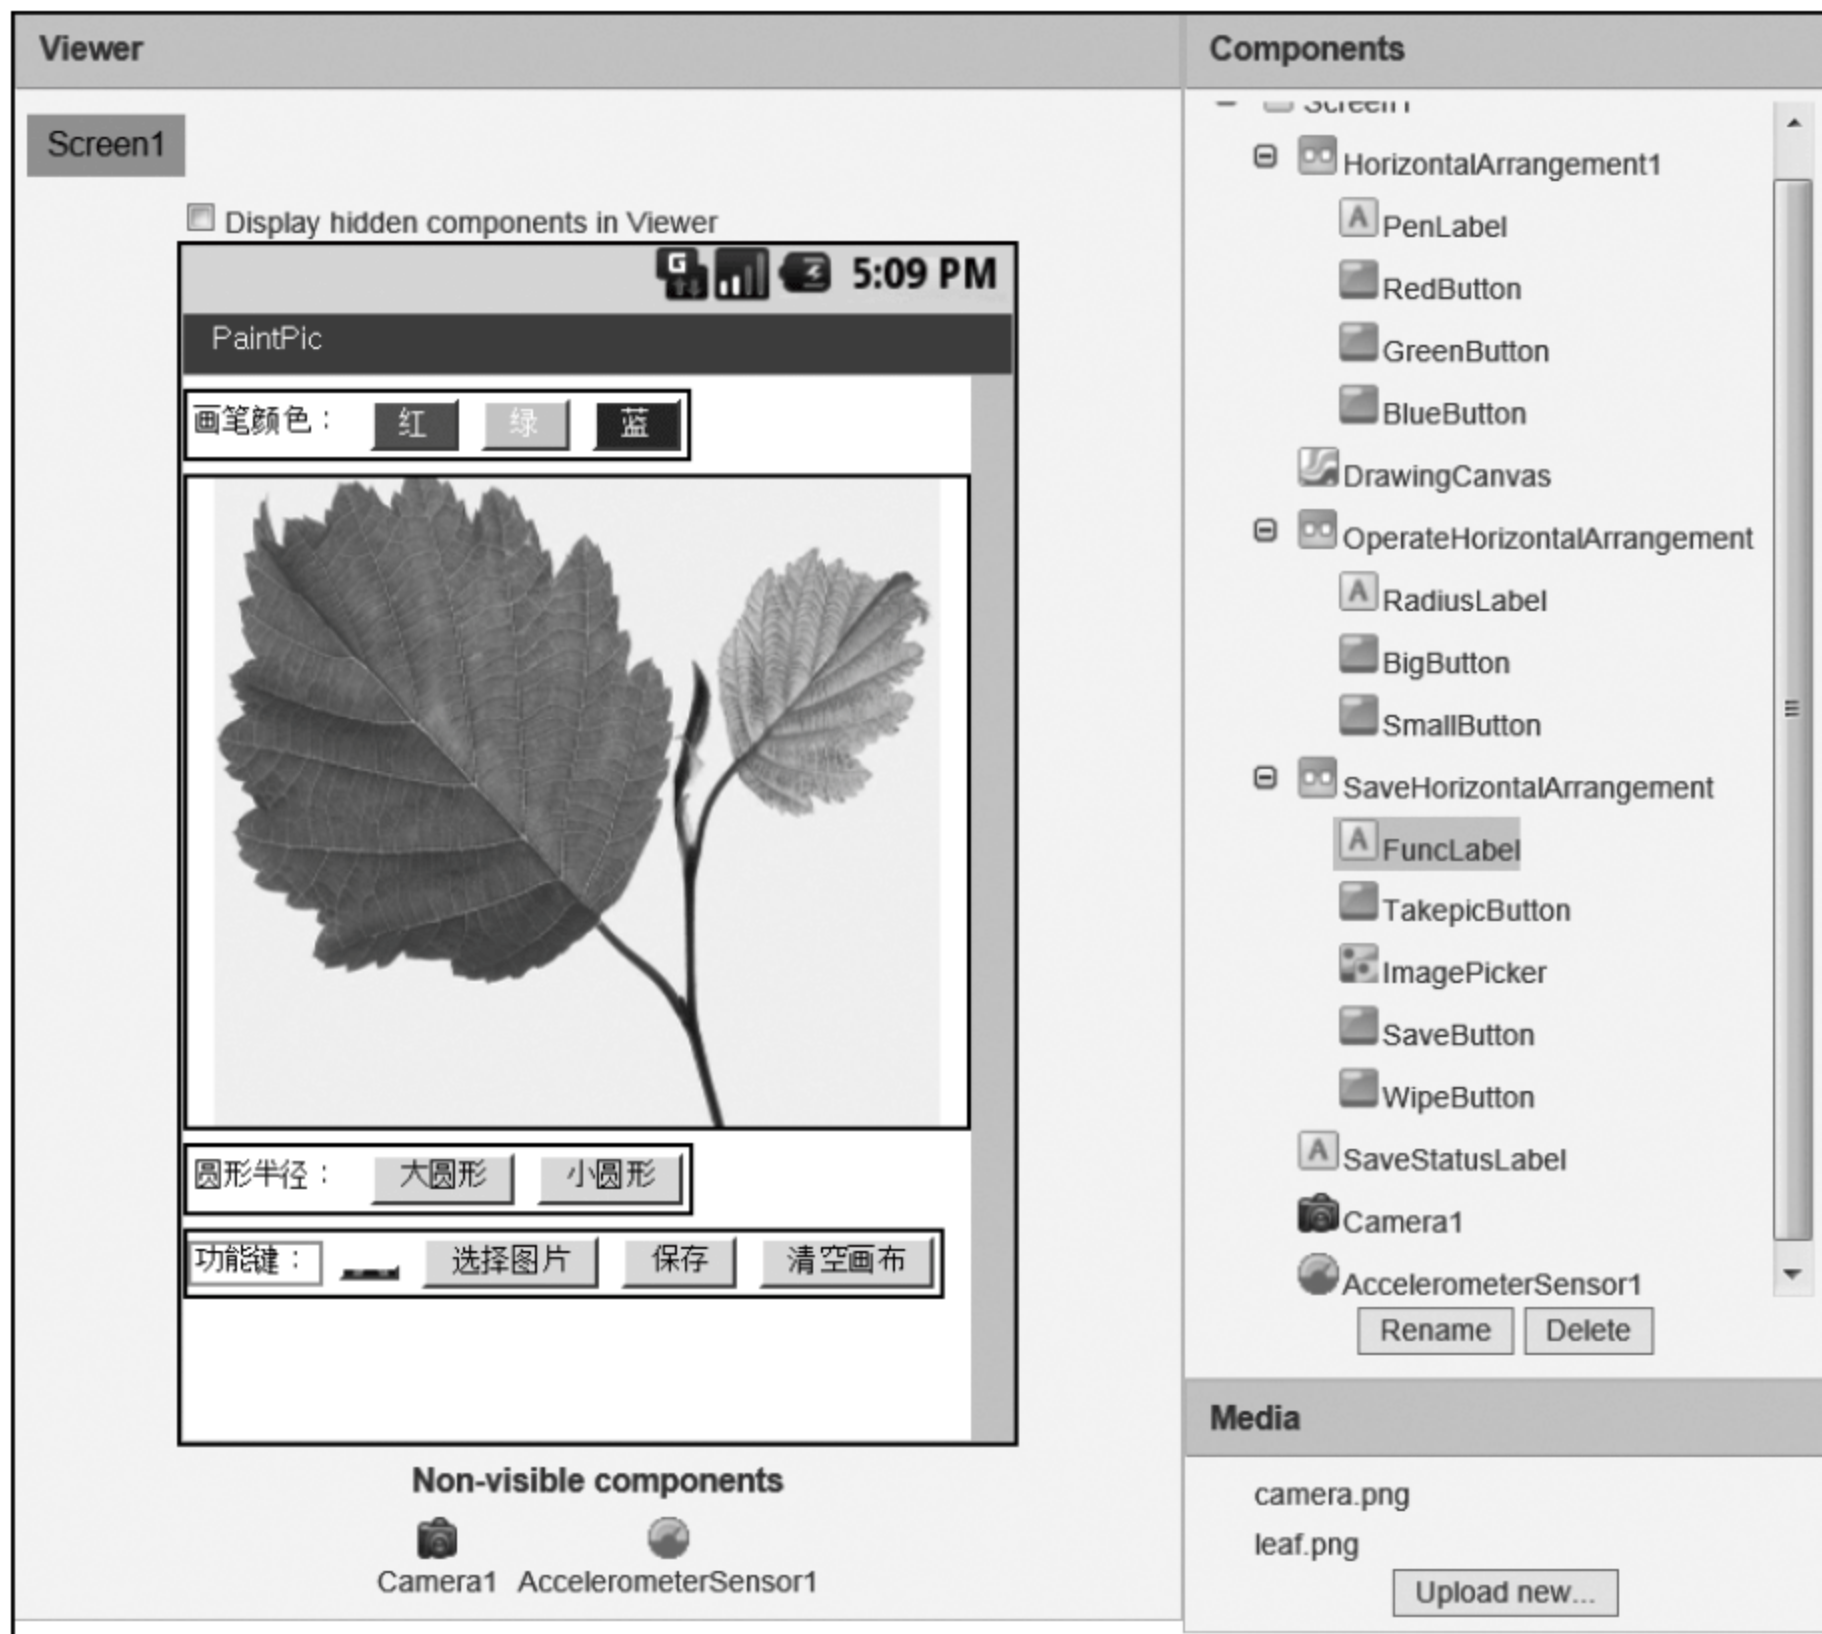 Viewer
Screen1
Display hidden components in Viewer
G 5:09 PM
PaintPic
画笔颜色： 红 绿 蓝
圆形半径： 大圆形 小圆形
功能键： 选择图片 保存 清空画布
Non-visible components
Camera1 AccelerometerSensor1
Components
Screen1
HorizontalArrangement1
A PenLabel
RedButton
GreenButton
BlueButton
DrawingCanvas
OperateHorizontalArrangement
A RadiusLabel
BigButton
SmallButton
SaveHorizontalArrangement
A FuncLabel
TakepicButton
ImagePicker
SaveButton
WipeButton
A SaveStatusLabel
Camera1
AccelerometerSensor1
Rename Delete
Media
camera.png
leaf.png
Upload new...